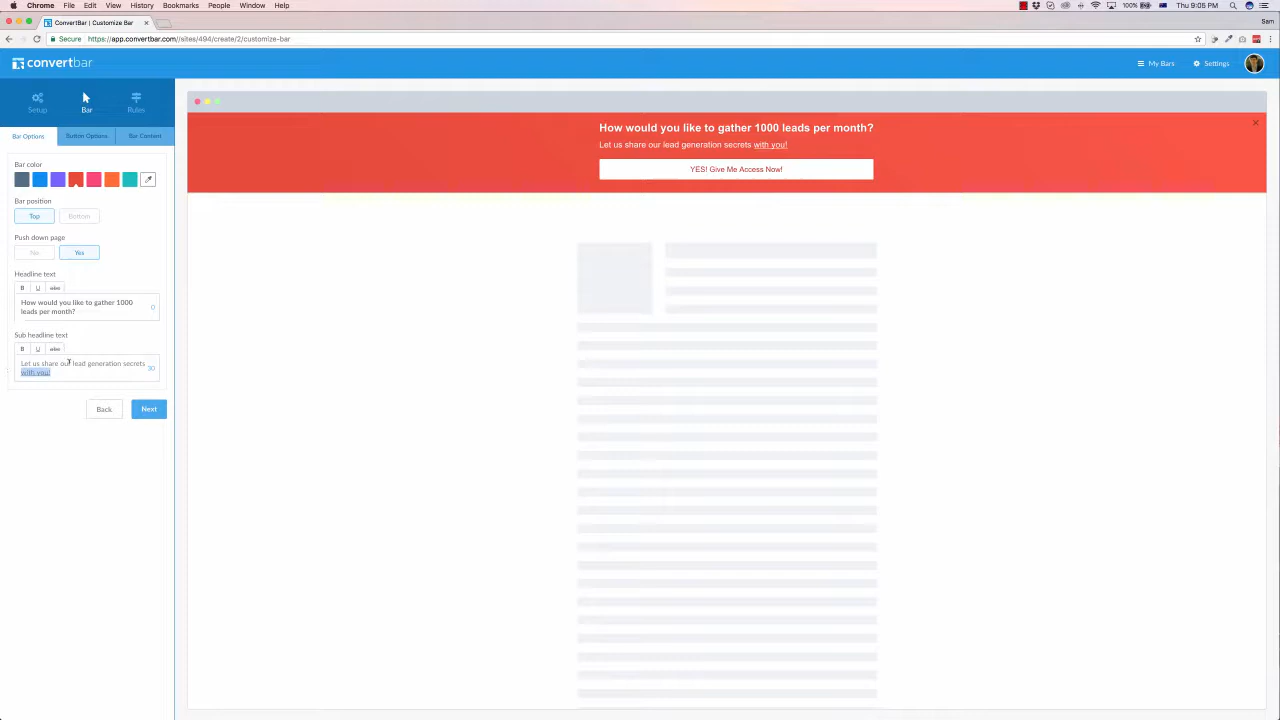 Chrome File Edit View History Bookmarks People Window Help
100% Thu 9:05 PM
ConvertBar | Customize Bar
Sam
Secure https://app.convertbar.com//sites/494/create/2/customize-bar
convertbar
My Bars
Settings
Setup
Bar
Rules
Bar Options
Button Options
Bar Content
Bar color
Bar position
Top
Bottom
Push down page
No
Yes
Headline text
B U abc
How would you like to gather 1000
leads per month?
0
Sub headline text
B U abc
Let us share our lead generation secrets
with you!
30
Back
Next
How would you like to gather 1000 leads per month?
Let us share our lead generation secrets with you!
YES! Give Me Access Now!